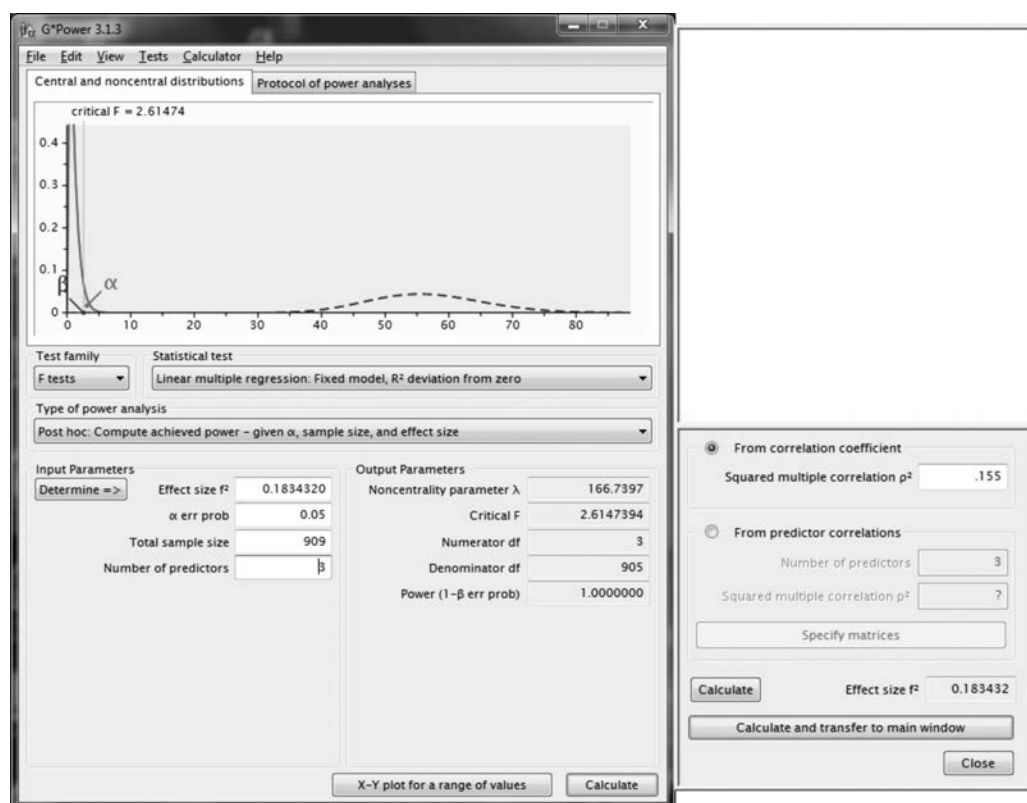 G*Power 3.1.3
File Edit View Tests Calculator Help
Central and noncentral distributions Protocol of power analyses
critical F = 2.61474
0.4
0.3
0.2
0.1
0
β α
0 10 20 30 40 50 60 70 80
Test family Statistical test
F tests Linear multiple regression: Fixed model, R² deviation from zero
Type of power analysis
Post hoc: Compute achieved power – given α, sample size, and effect size
Input Parameters
Determine => Effect size f² 0.1834320
α err prob 0.05
Total sample size 909
Number of predictors 3
Output Parameters
Noncentrality parameter λ 166.7397
Critical F 2.6147394
Numerator df 3
Denominator df 905
Power (1-β err prob) 1.0000000
X-Y plot for a range of values Calculate
From correlation coefficient
Squared multiple correlation ρ² .155
From predictor correlations
Number of predictors 3
Squared multiple correlation ρ² ?
Specify matrices
Calculate Effect size f² 0.183432
Calculate and transfer to main window
Close